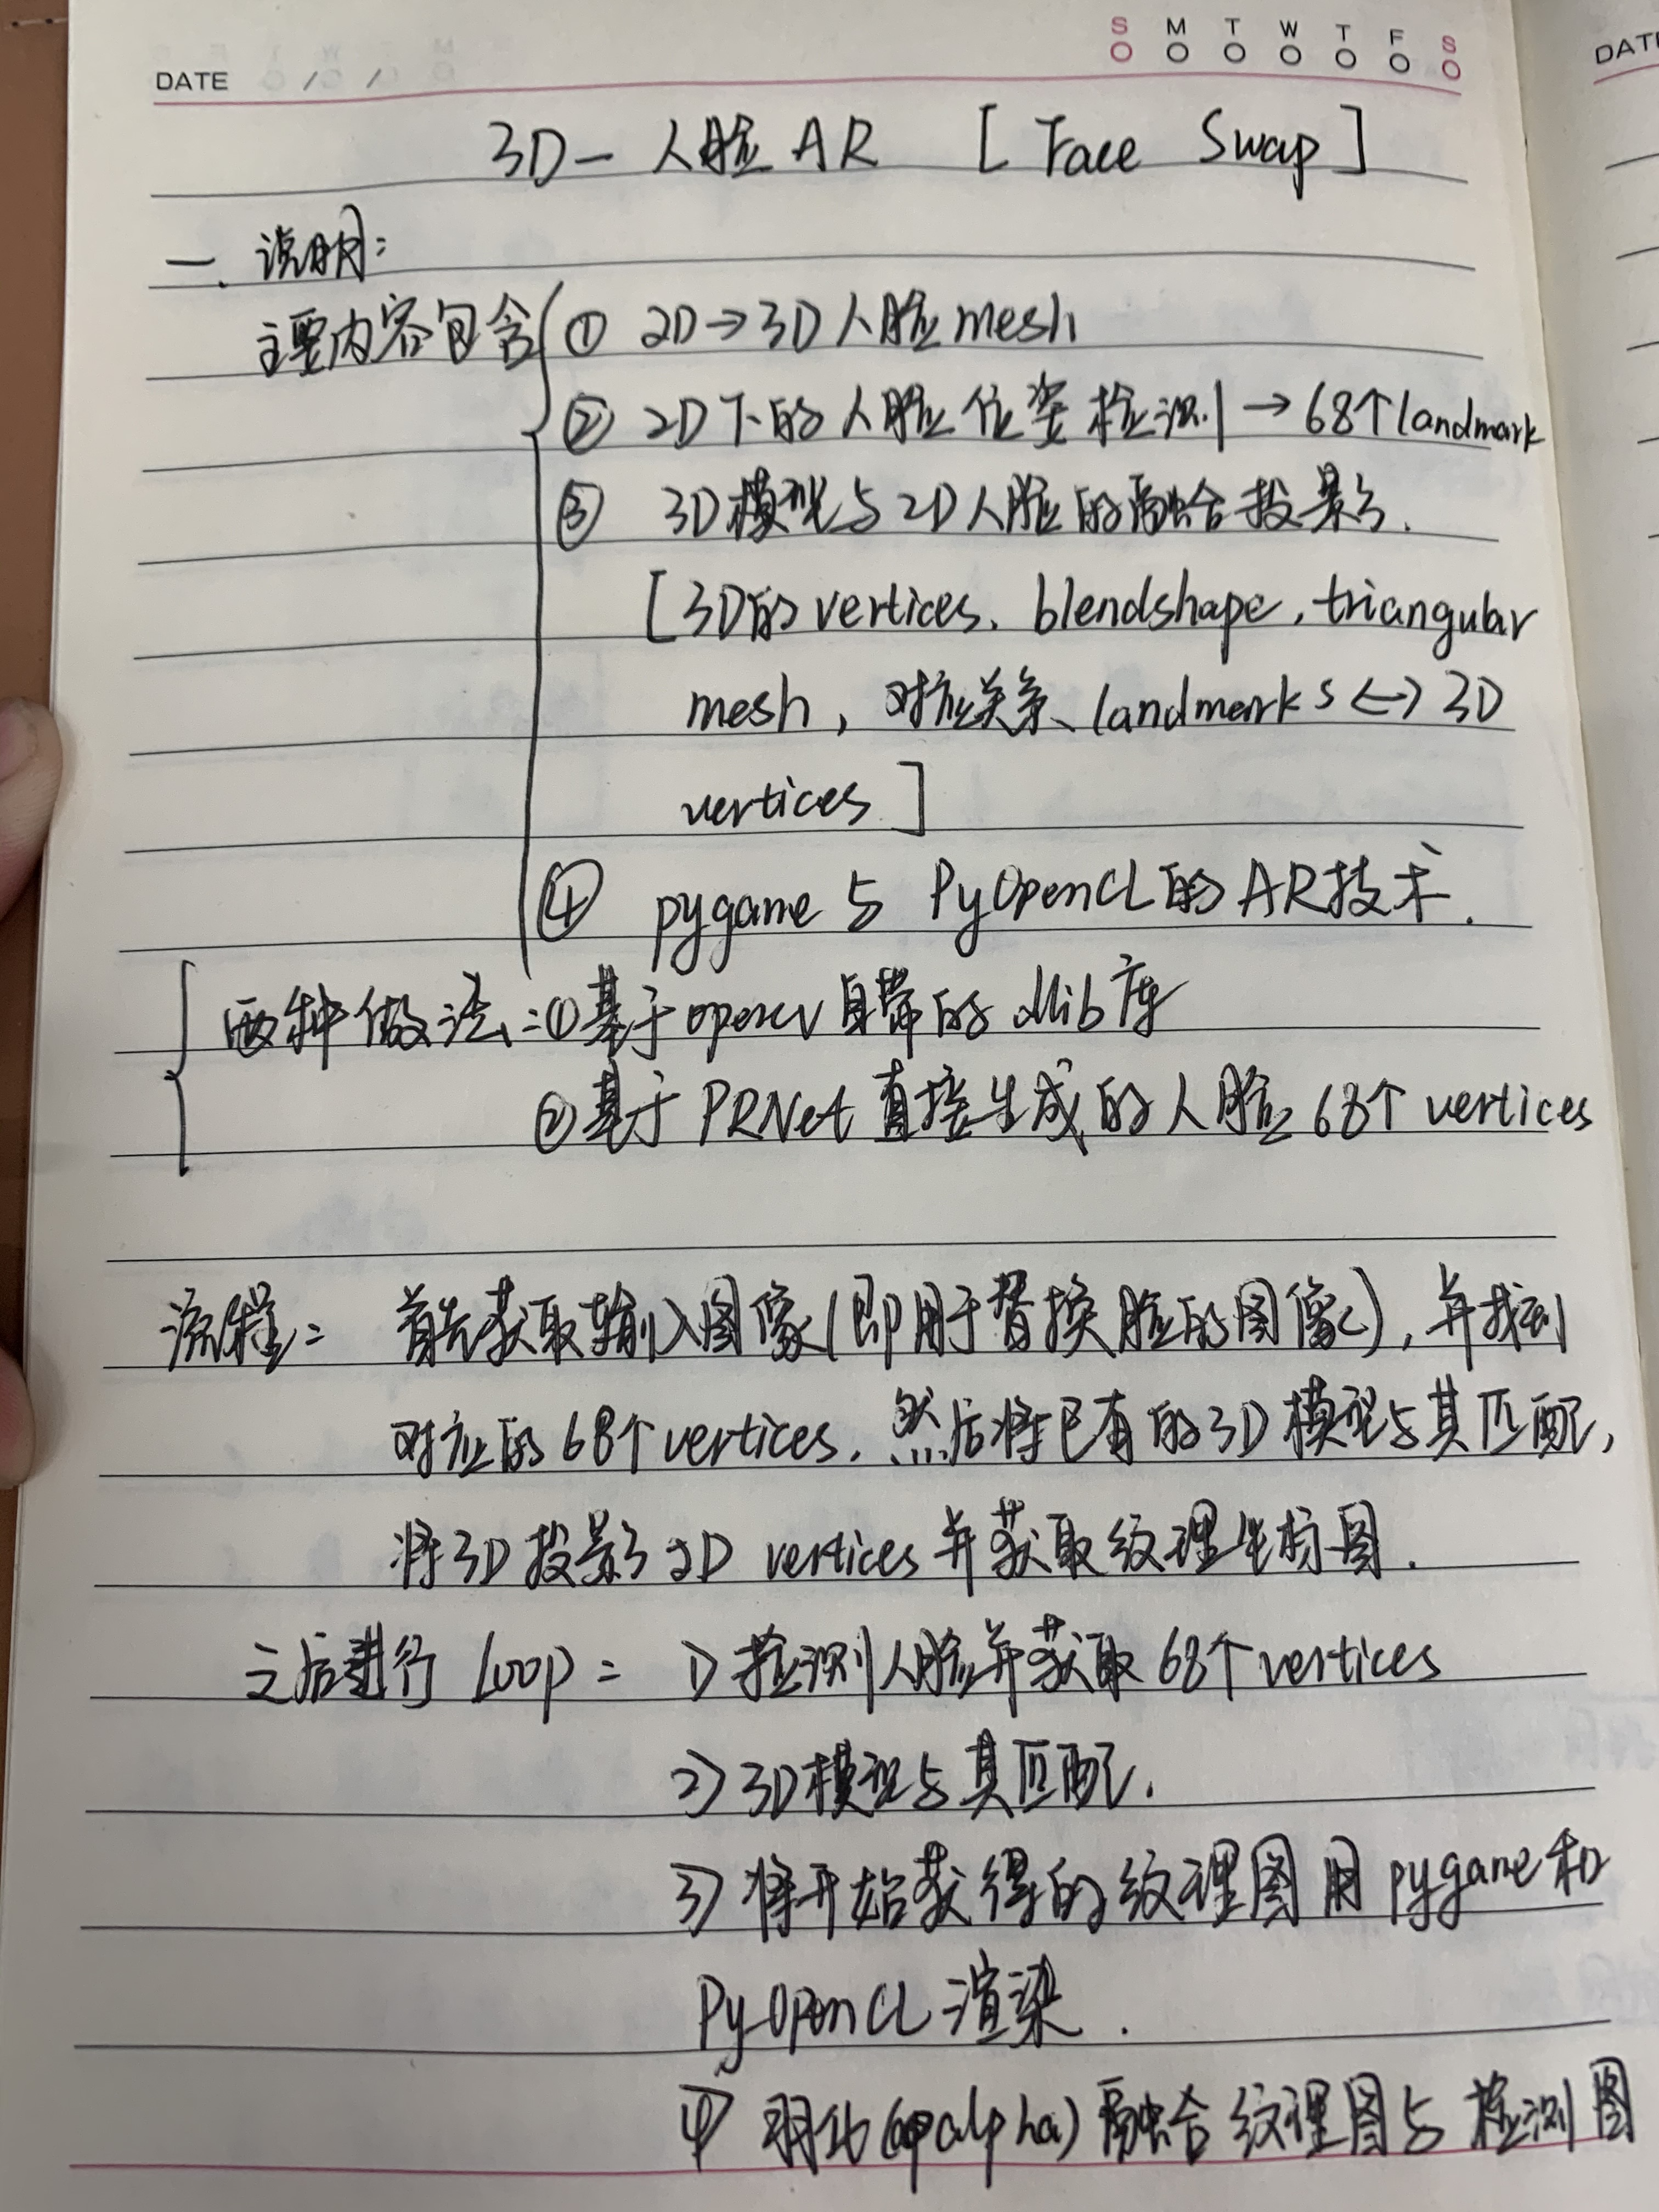 S M T W T F S
DATE / / DATE
3D-人脸AR [Face Swap]
一. 说明:
主要内容包含 ① 2D→3D人脸mesh
② 2D下的人脸位姿检测→68个landmark
③ 3D模型与2D人脸的融合投影.
[3D的vertices、blendshape, triangular
mesh, 对应关系、landmarks↔3D
vertices]
④ pygame与PyOpenCL的AR技术.
两种做法:①基于opencv自带的dlib库
②基于PRNet直接生成的人脸68个vertices
流程: 首先获取输入图像(即用于替换脸的图像), 并找到
对应的68个vertices. 然后将已有的3D模型与其匹配,
将3D投影2D vertices并获取纹理坐标图.
之后进行Loop: 1) 检测人脸并获取68个vertices
2) 3D模型与其匹配.
3) 将开始获得的纹理图用pygame和
PyOpenCL渲染.
4) 羽化(alpha)融合纹理图与检测图